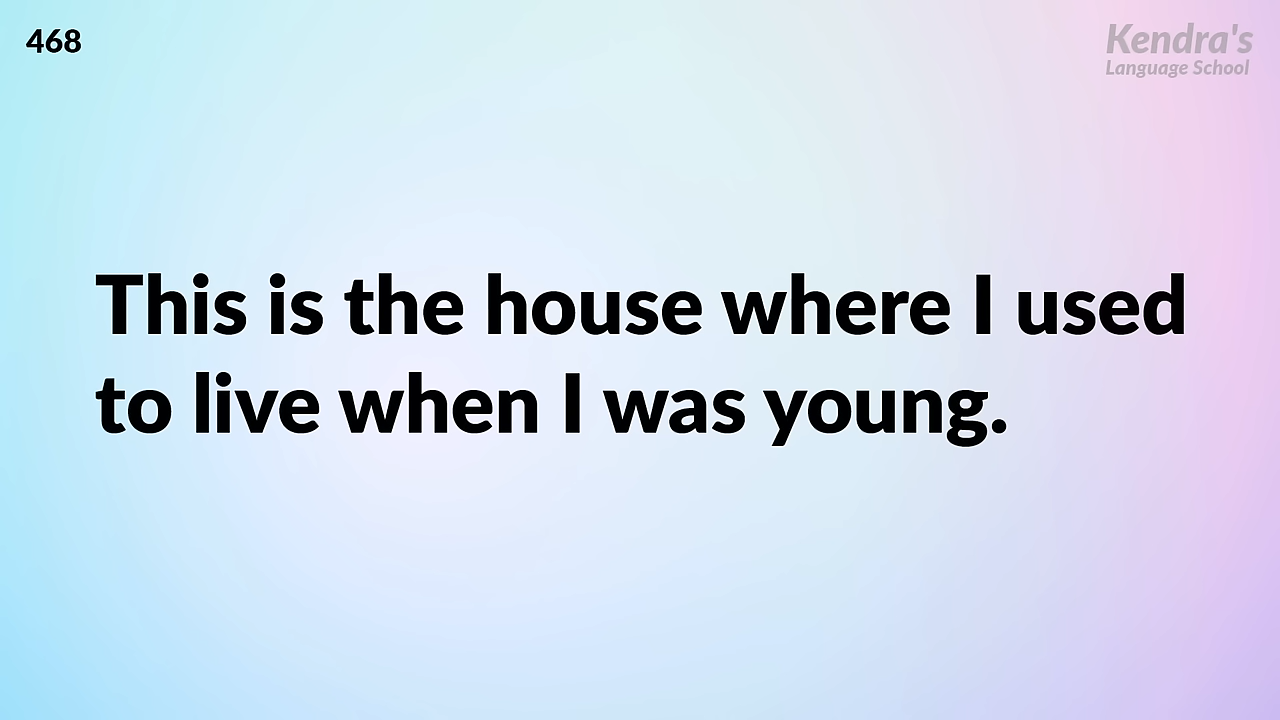 468
Kendra's
Language School
This is the house where I used
to live when I was young.